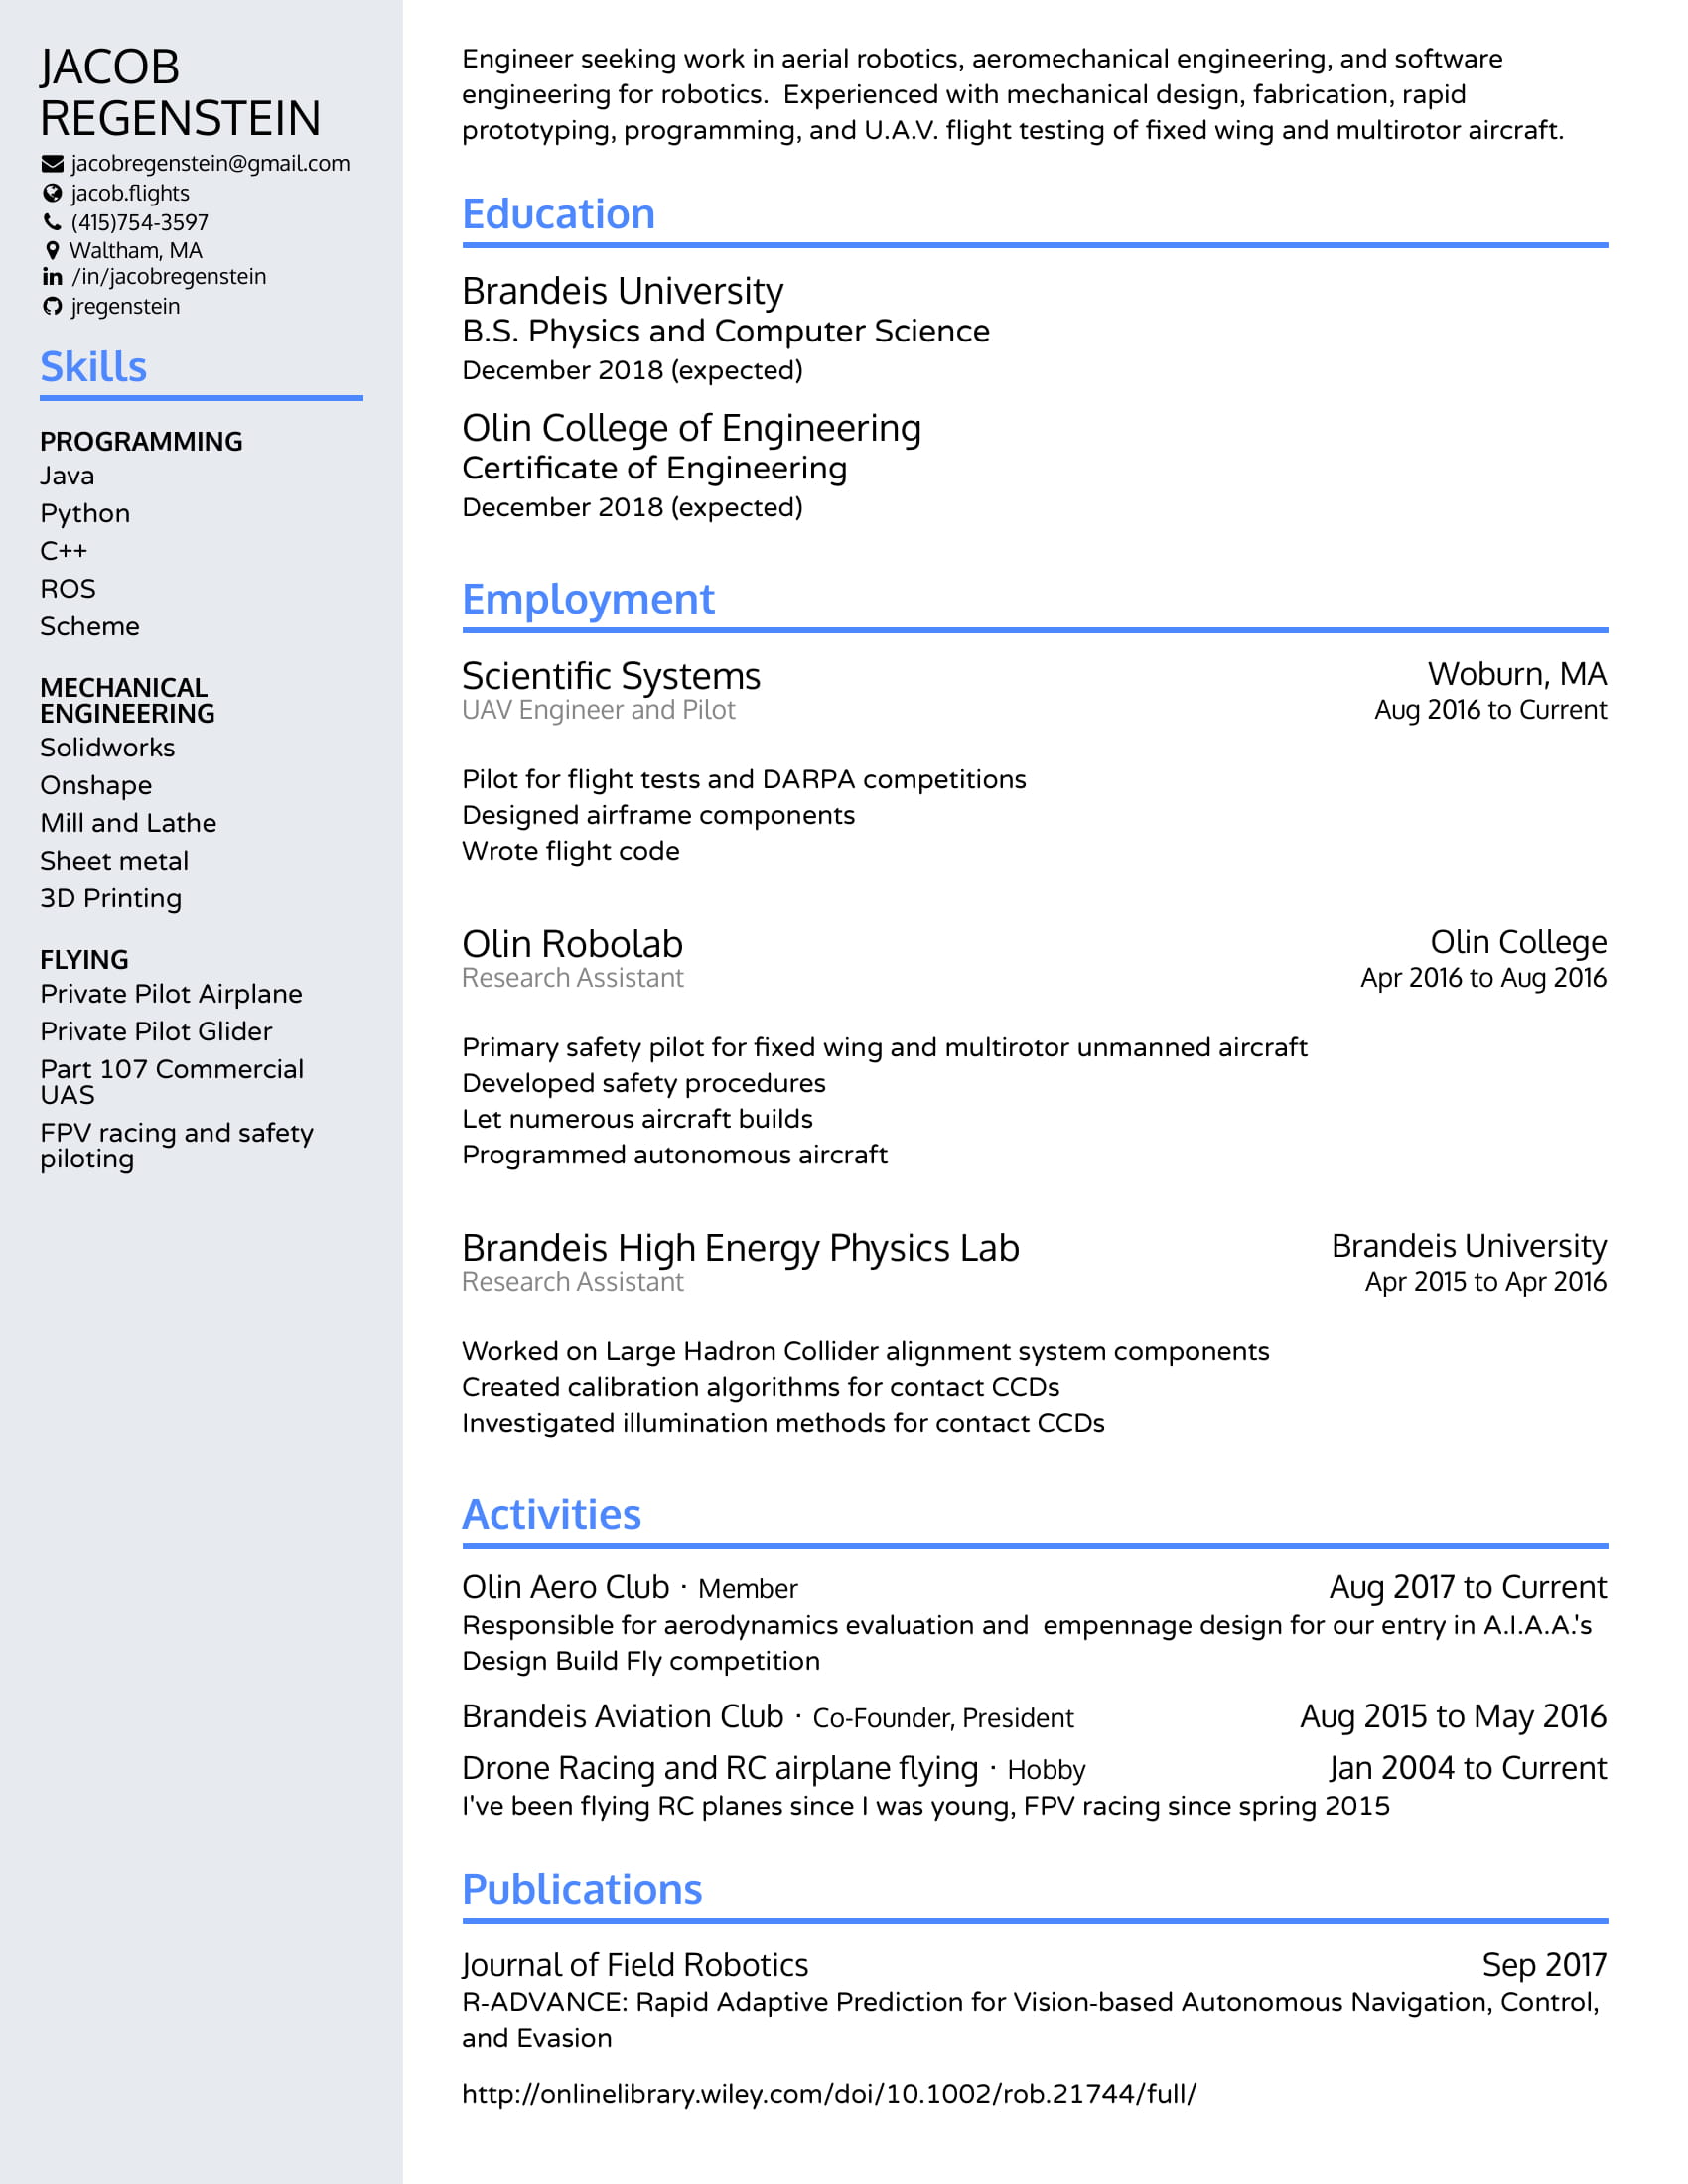 JACOB
REGENSTEIN
jacobregenstein@gmail.com
jacob.flights
(415)754-3597
Waltham, MA
/in/jacobregenstein
jregenstein
Skills
PROGRAMMING
Java
Python
C++
ROS
Scheme
MECHANICAL
ENGINEERING
Solidworks
Onshape
Mill and Lathe
Sheet metal
3D Printing
FLYING
Private Pilot Airplane
Private Pilot Glider
Part 107 Commercial
UAS
FPV racing and safety
piloting
Engineer seeking work in aerial robotics, aeromechanical engineering, and software
engineering for robotics.  Experienced with mechanical design, fabrication, rapid
prototyping, programming, and U.A.V. flight testing of fixed wing and multirotor aircraft.
Education
Brandeis University
B.S. Physics and Computer Science
December 2018 (expected)
Olin College of Engineering
Certificate of Engineering
December 2018 (expected)
Employment
Scientific Systems Woburn, MA
UAV Engineer and Pilot Aug 2016 to Current
Pilot for flight tests and DARPA competitions
Designed airframe components
Wrote flight code
Olin Robolab Olin College
Research Assistant Apr 2016 to Aug 2016
Primary safety pilot for fixed wing and multirotor unmanned aircraft
Developed safety procedures
Let numerous aircraft builds
Programmed autonomous aircraft
Brandeis High Energy Physics Lab Brandeis University
Research Assistant Apr 2015 to Apr 2016
Worked on Large Hadron Collider alignment system components
Created calibration algorithms for contact CCDs
Investigated illumination methods for contact CCDs
Activities
Olin Aero Club · Member Aug 2017 to Current
Responsible for aerodynamics evaluation and  empennage design for our entry in A.I.A.A.'s
Design Build Fly competition
Brandeis Aviation Club · Co-Founder, President Aug 2015 to May 2016
Drone Racing and RC airplane flying · Hobby Jan 2004 to Current
I've been flying RC planes since I was young, FPV racing since spring 2015
Publications
Journal of Field Robotics Sep 2017
R-ADVANCE: Rapid Adaptive Prediction for Vision-based Autonomous Navigation, Control,
and Evasion
http://onlinelibrary.wiley.com/doi/10.1002/rob.21744/full/